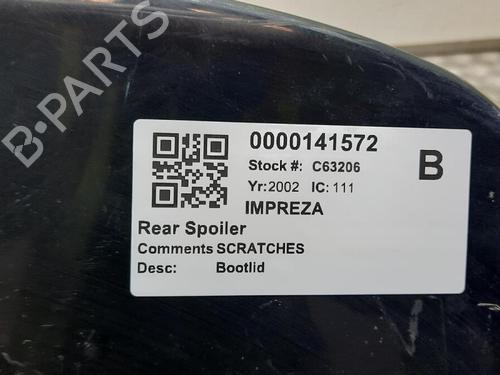 B-PARTS
0000141572
B
Stock #: C63206
Yr:2002 IC:111
IMPREZA
Rear Spoiler
Comments SCRATCHES
Desc: Bootlid